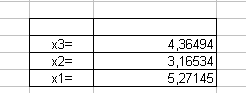 x3= 4,36494
x2= 3,16534
x1= 5,27145